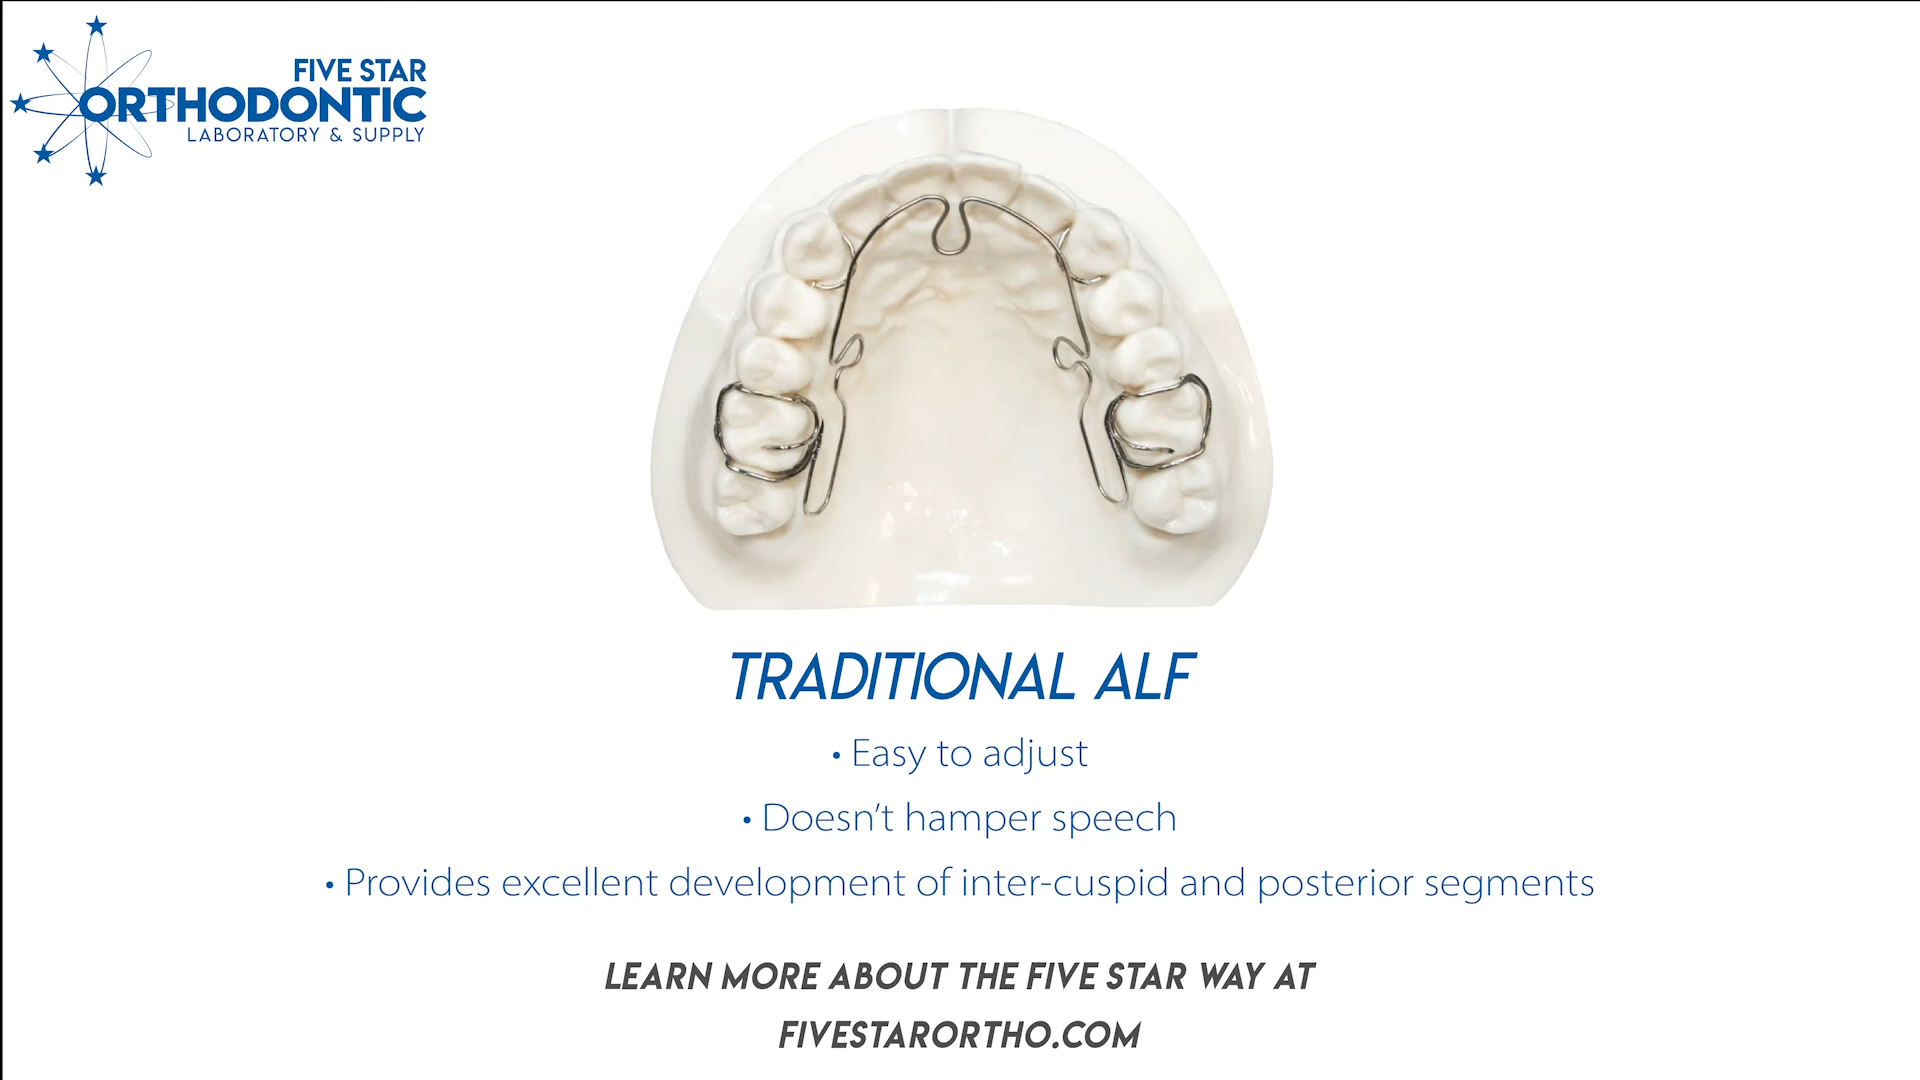 FIVE STAR
ORTHODONTIC
LABORATORY & SUPPLY
TRADITIONAL ALF
• Easy to adjust
• Doesn't hamper speech
• Provides excellent development of inter-cuspid and posterior segments
LEARN MORE ABOUT THE FIVE STAR WAY AT
FIVESTARORTHO.COM